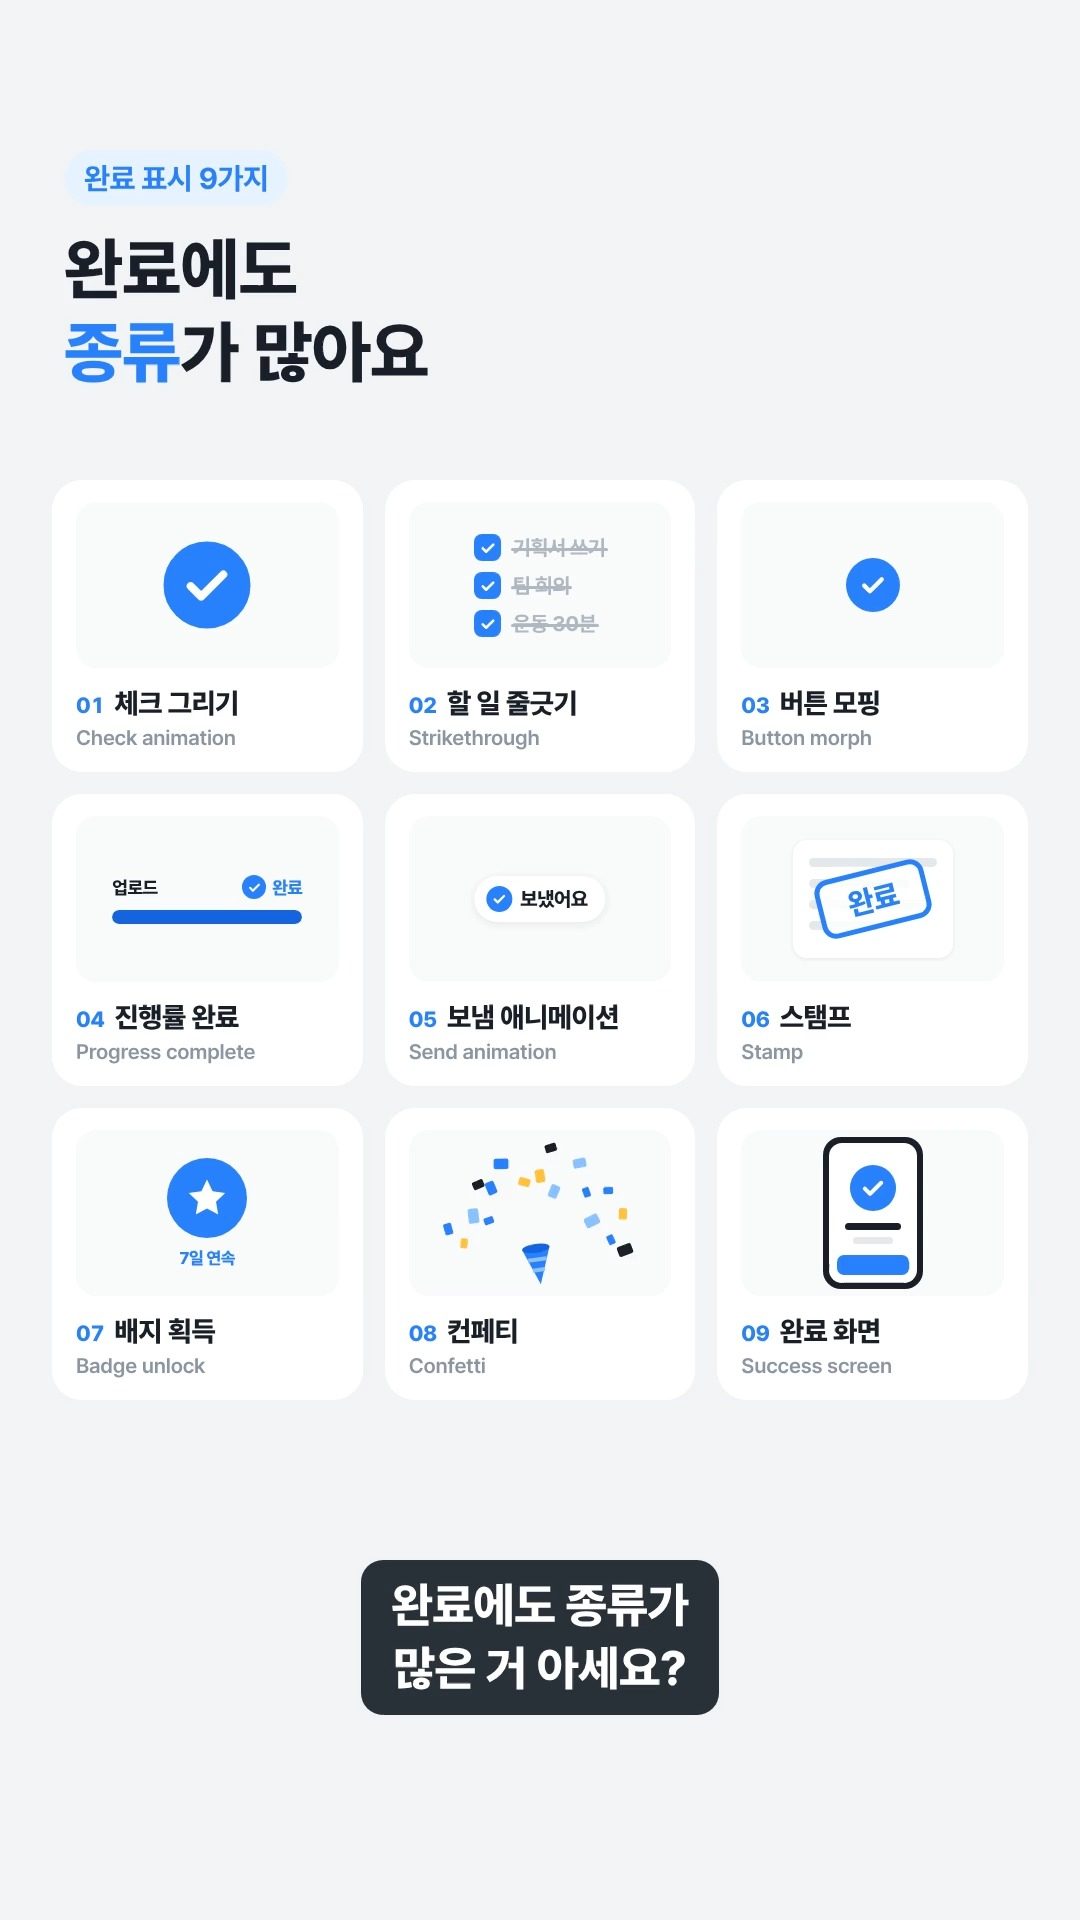 완료 표시 9가지
완료에도
종류가 많아요
기획서 쓰기
팀 회의
운동 30분
01 체크 그리기
Check animation
02 할 일 줄긋기
Strikethrough
03 버튼 모핑
Button morph
업로드
완료
보냈어요
완료
04 진행률 완료
Progress complete
05 보냄 애니메이션
Send animation
06 스탬프
Stamp
7일 연속
07 배지 획득
Badge unlock
08 컨페티
Confetti
09 완료 화면
Success screen
완료에도 종류가
많은 거 아세요?